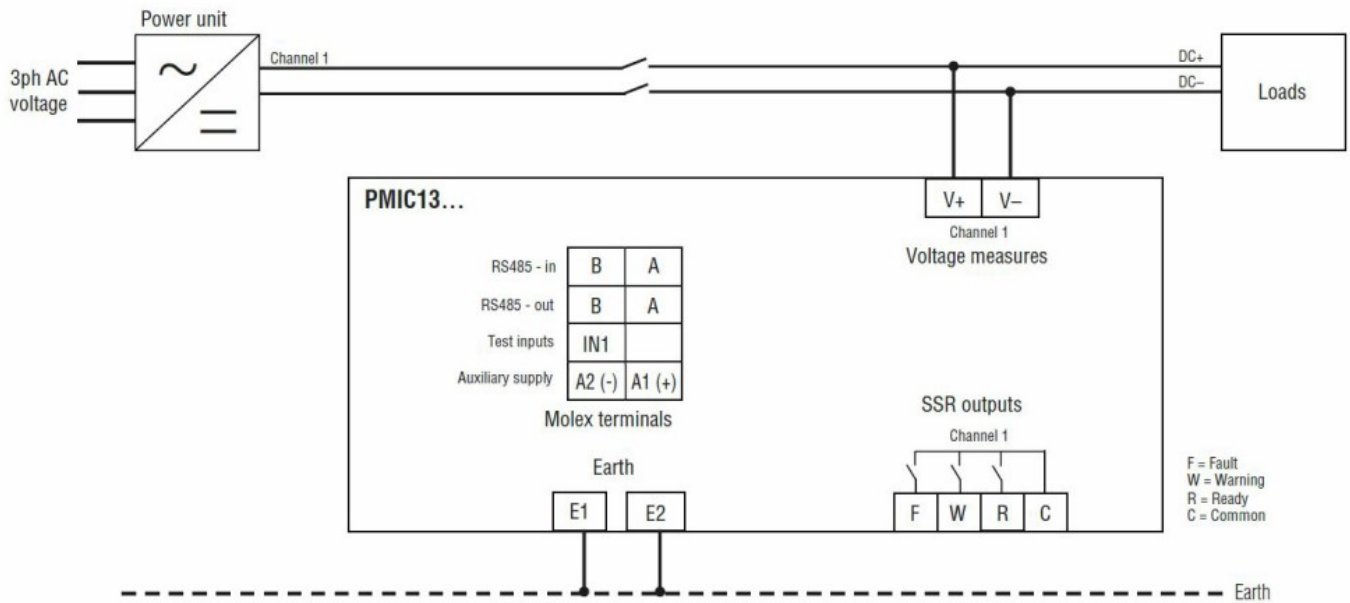 Power unit
3ph AC
voltage
Channel 1
DC+
DC–
Loads
PMIC13...
V+ V–
Channel 1
Voltage measures
RS485 - in B A
RS485 - out B A
Test inputs IN1
Auxiliary supply A2 (-) A1 (+)
Molex terminals
SSR outputs
Channel 1
F W R C
F = Fault
W = Warning
R = Ready
C = Common
Earth
E1 E2
Earth